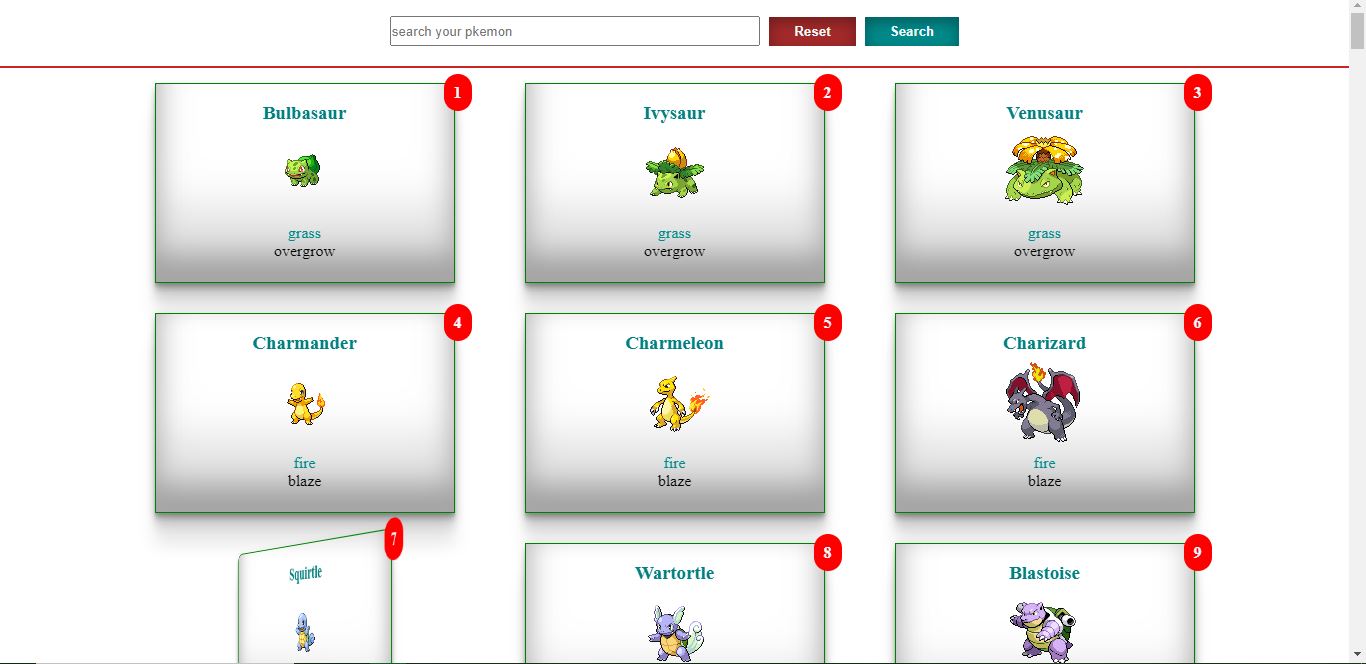 search your pkemon
Reset
Search
1
Bulbasaur
grass
overgrow
2
Ivysaur
grass
overgrow
3
Venusaur
grass
overgrow
4
Charmander
fire
blaze
5
Charmeleon
fire
blaze
6
Charizard
fire
blaze
7
Squirtle
8
Wartortle
9
Blastoise